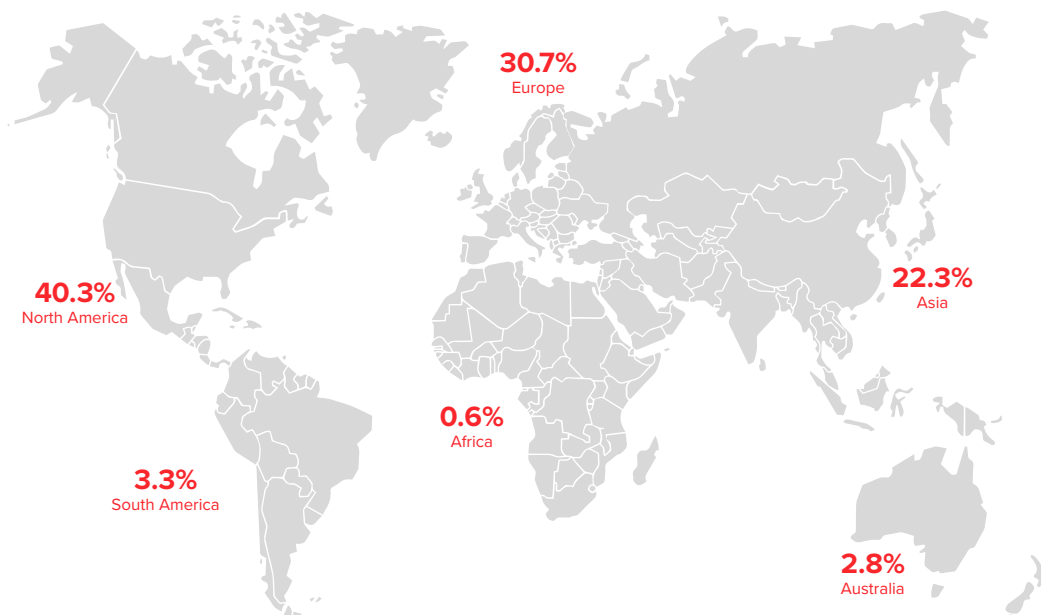 30.7%
Europe
40.3%
North America
22.3%
Asia
0.6%
Africa
3.3%
South America
2.8%
Australia